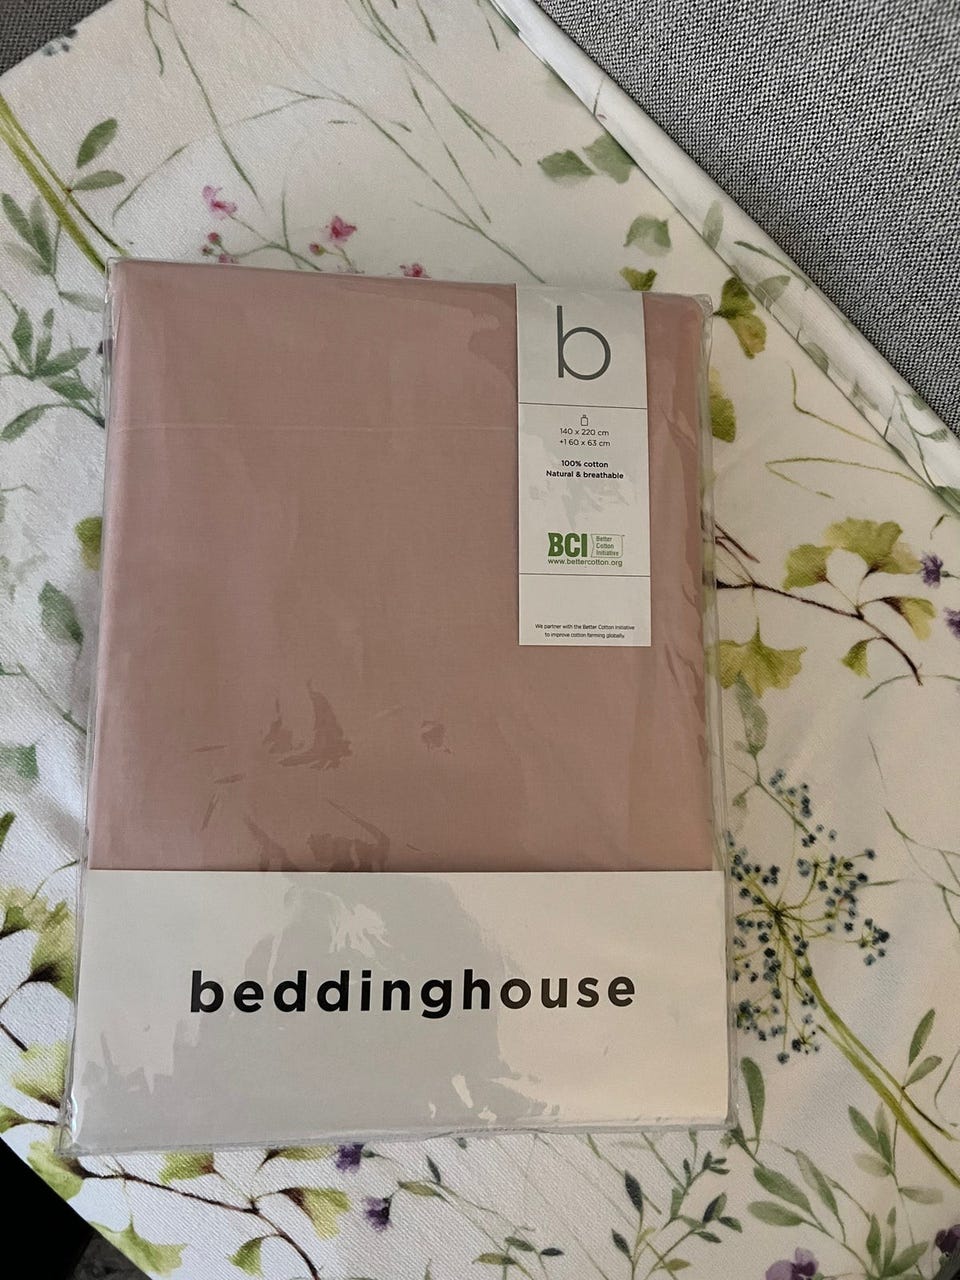 b
140 x 220 cm
+1 60 x 63 cm
100% cotton
Natural & breathable
BCI Better
Cotton
Initiative
www.bettercotton.org
We partner with the Better Cotton Initiative
to improve cotton farming globally.
beddinghouse